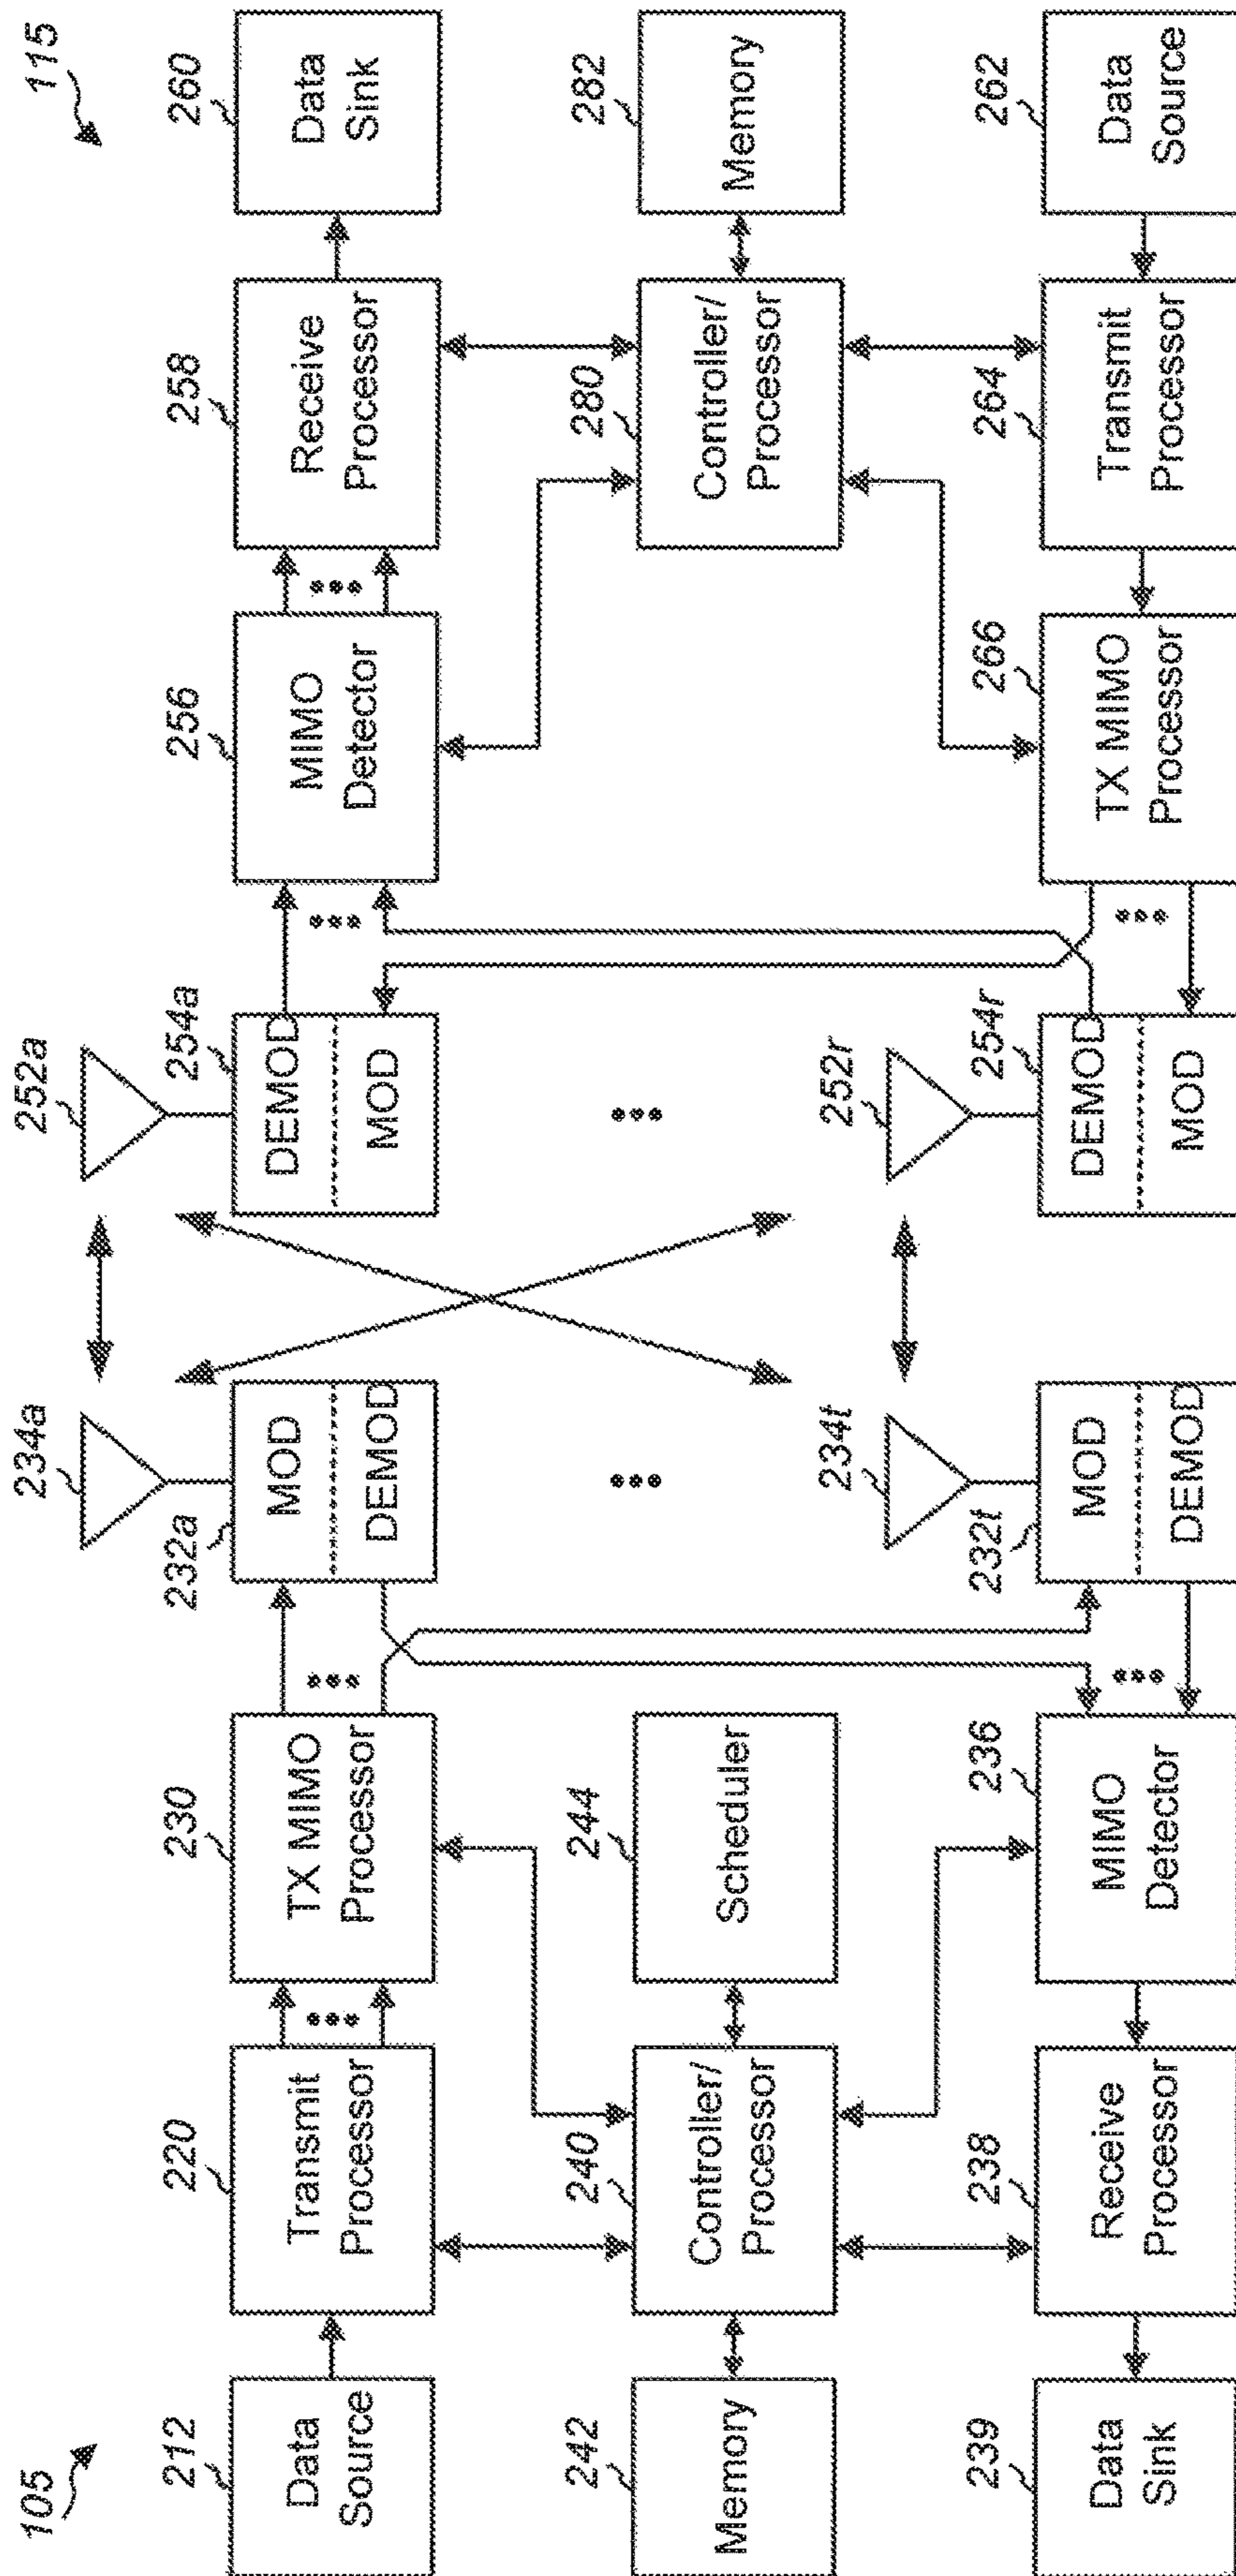 105
115
212
Data
Source
220
Transmit
Processor
230
TX MIMO
Processor
232a
MOD
DEMOD
234a
252a
254a
DEMOD
MOD
256
MIMO
Detector
258
Receive
Processor
260
Data
Sink
242
Memory
240
Controller/
Processor
244
Scheduler
280
Controller/
Processor
282
Memory
239
Data
Sink
238
Receive
Processor
236
MIMO
Detector
232t
MOD
DEMOD
234t
252r
254r
DEMOD
MOD
266
TX MIMO
Processor
264
Transmit
Processor
262
Data
Source